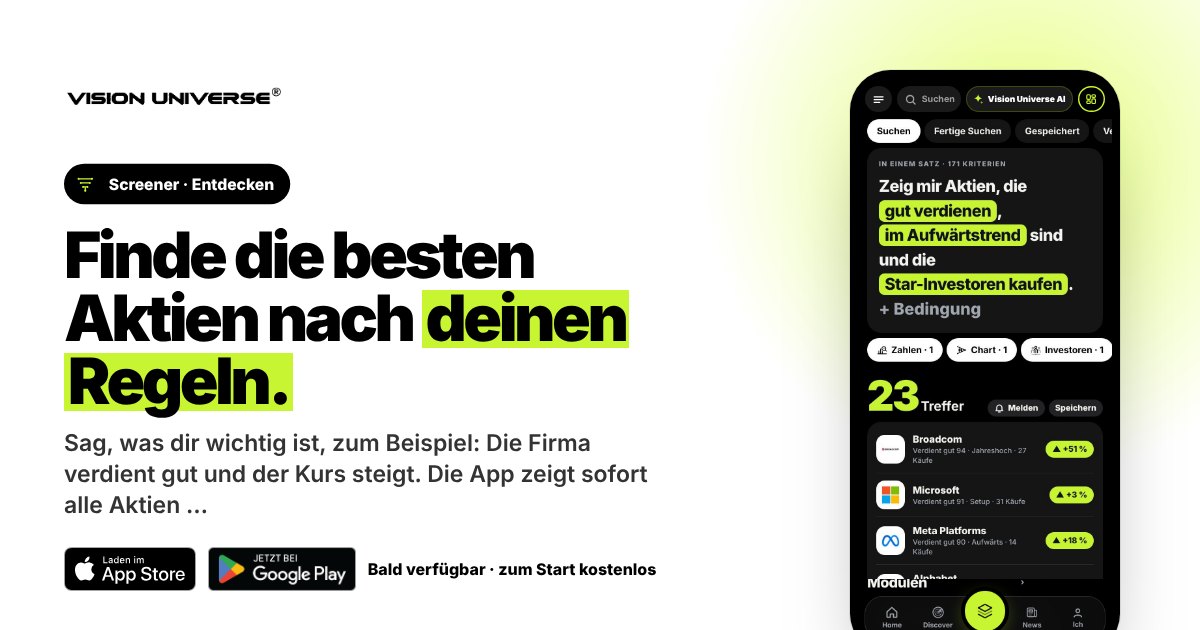 VISION UNIVERSE®
Screener · Entdecken
Finde die besten
Aktien nach deinen
Regeln.
Sag, was dir wichtig ist, zum Beispiel: Die Firma
verdient gut und der Kurs steigt. Die App zeigt sofort
alle Aktien ...
Laden im
App Store
JETZT BEI
Google Play
Bald verfügbar · zum Start kostenlos
Suchen
Vision Universe AI
Suchen
Fertige Suchen
Gespeichert
Ve
IN EINEM SATZ · 171 KRITERIEN
Zeig mir Aktien, die
gut verdienen,
im Aufwärtstrend sind
und die
Star-Investoren kaufen.
+ Bedingung
Zahlen · 1
Chart · 1
Investoren · 1
23 Treffer
Melden
Speichern
Broadcom
Verdient gut 94 · Jahreshoch · 27
Käufe
▲ +51 %
Microsoft
Verdient gut 91 · Setup · 31 Käufe
▲ +3 %
Meta Platforms
Verdient gut 90 · Aufwärts · 14
Käufe
▲ +18 %
Alphabet
Modulen
Home
Discover
News
Ich